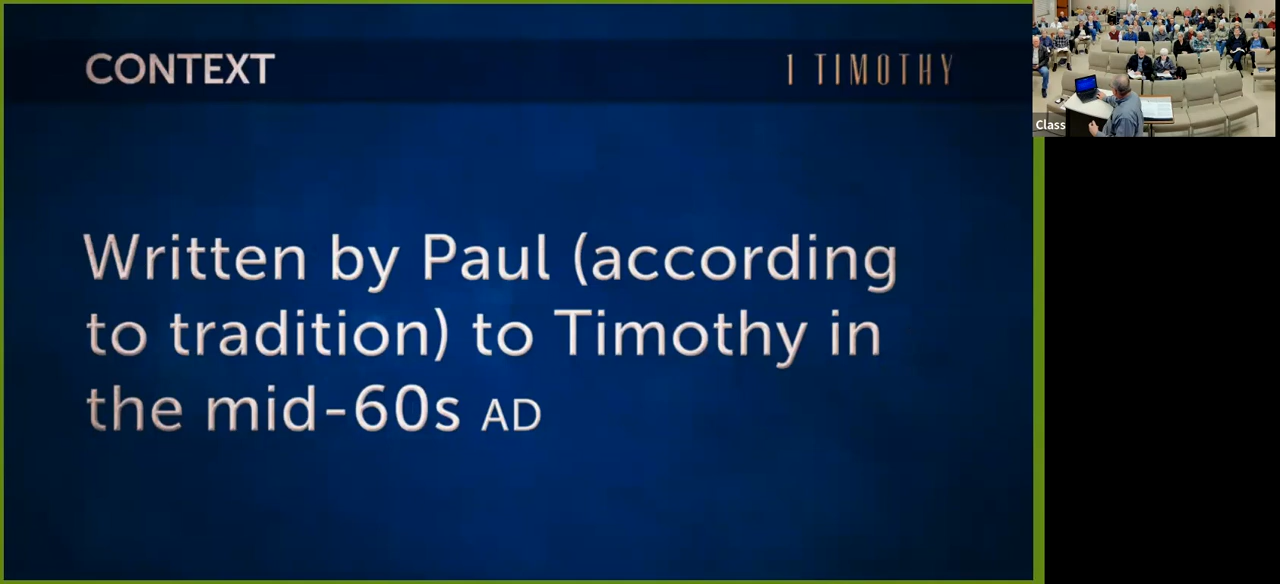 CONTEXT
1 TIMOTHY
Written by Paul (according
to tradition) to Timothy in
the mid-60s AD
Class